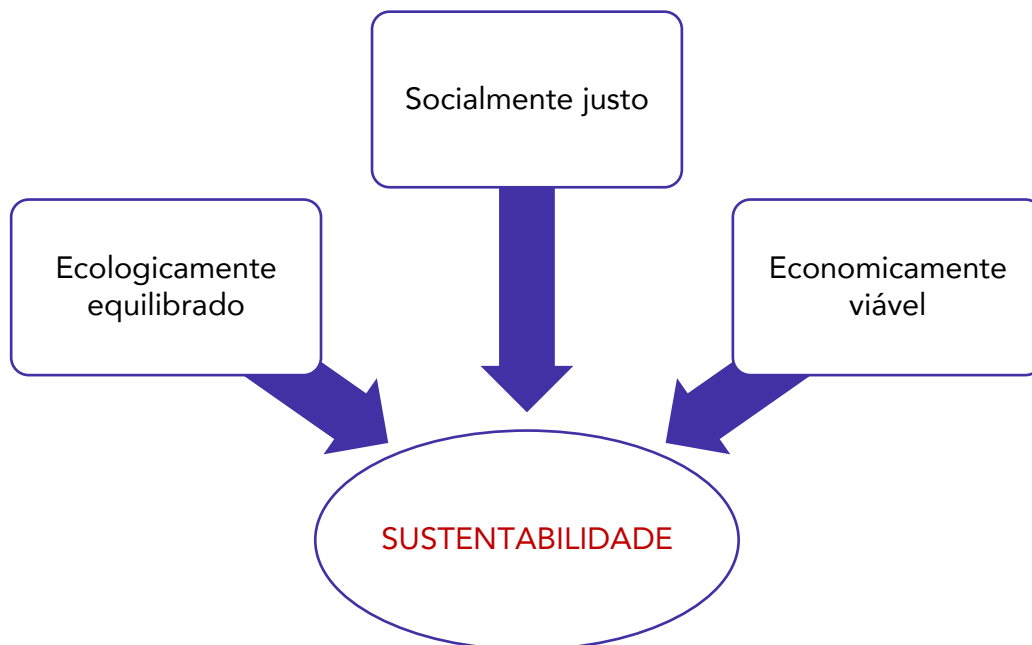 Socialmente justo
Ecologicamente
equilibrado
Economicamente
viável
SUSTENTABILIDADE